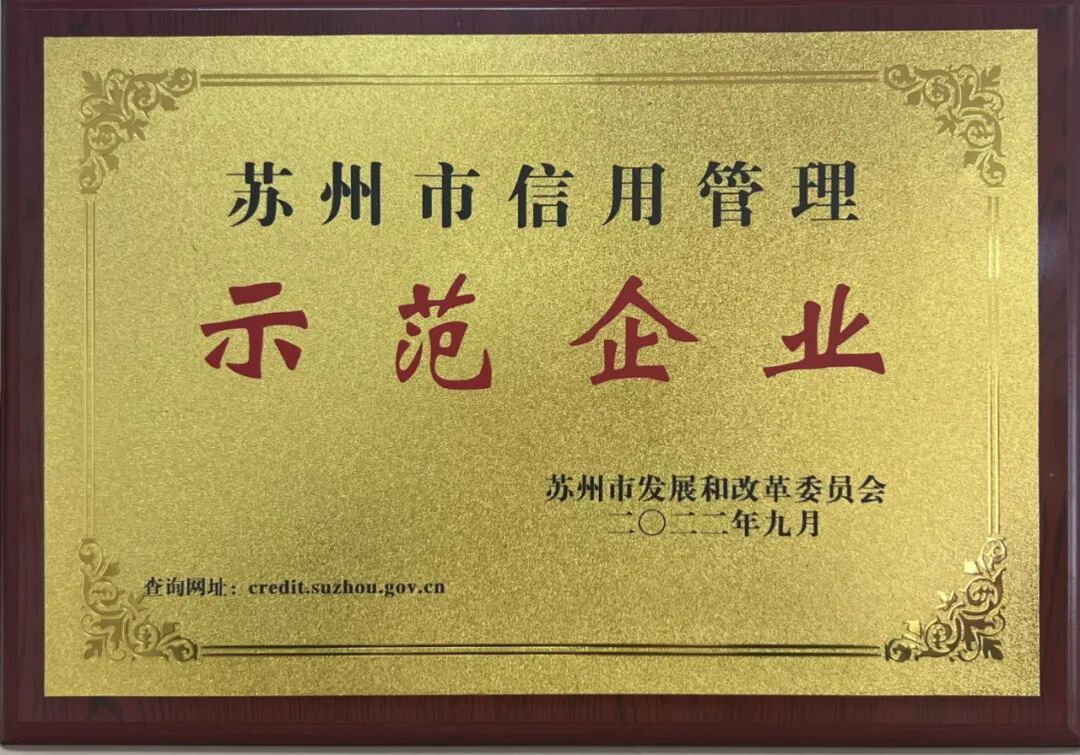 苏州市信用管理
示范企业
苏州市发展和改革委员会
二〇二二年九月
查询网址：credit.suzhou.gov.cn